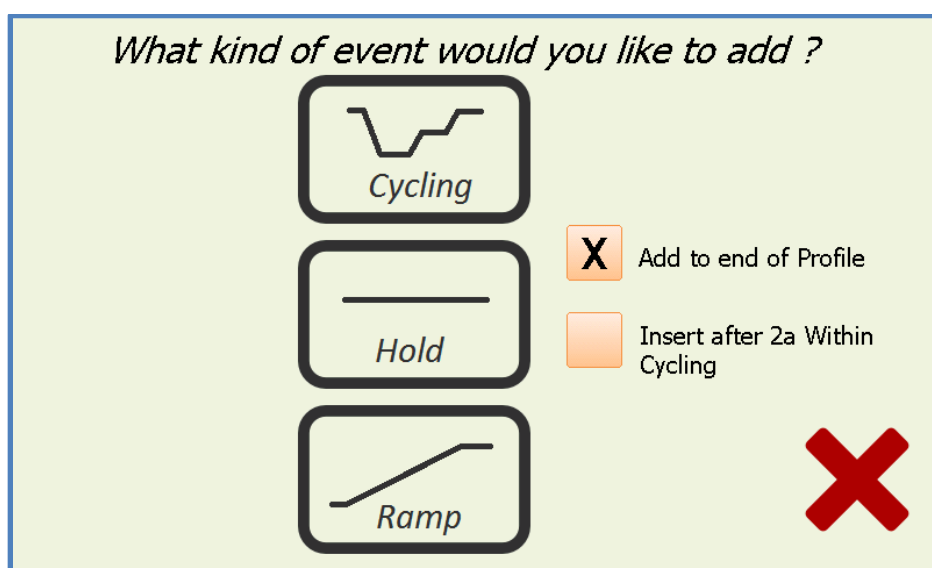 What kind of event would you like to add ?
Cycling
Hold
Ramp
X
Add to end of Profile
Insert after 2a Within
Cycling